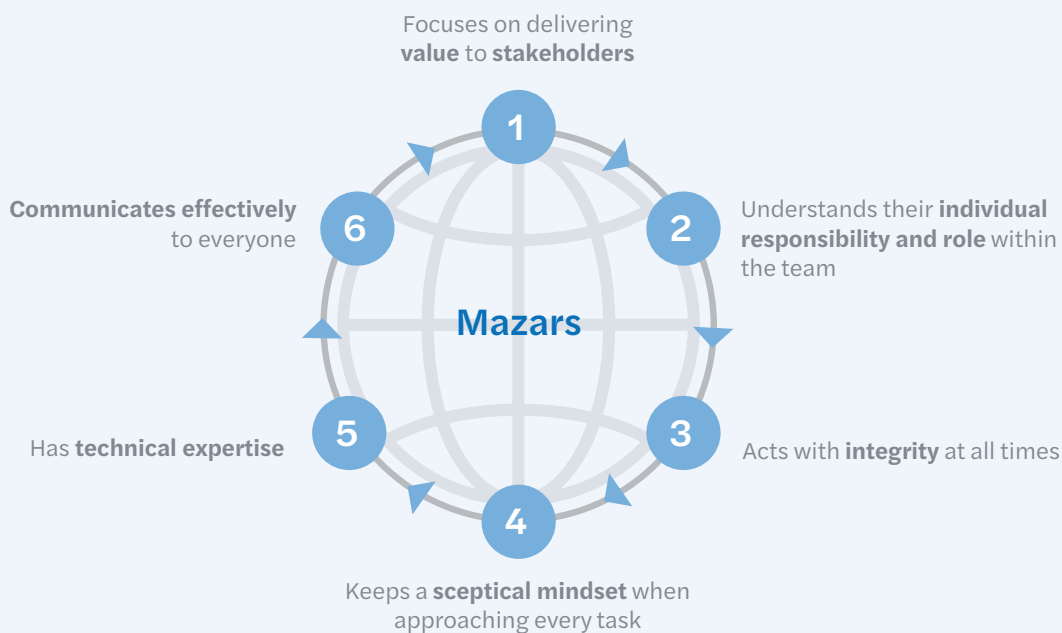 Focuses on delivering
value to stakeholders
1
2
Understands their individual
responsibility and role within
the team
3
Acts with integrity at all times
4
Keeps a sceptical mindset when
approaching every task
5
Has technical expertise
6
Communicates effectively
to everyone
Mazars